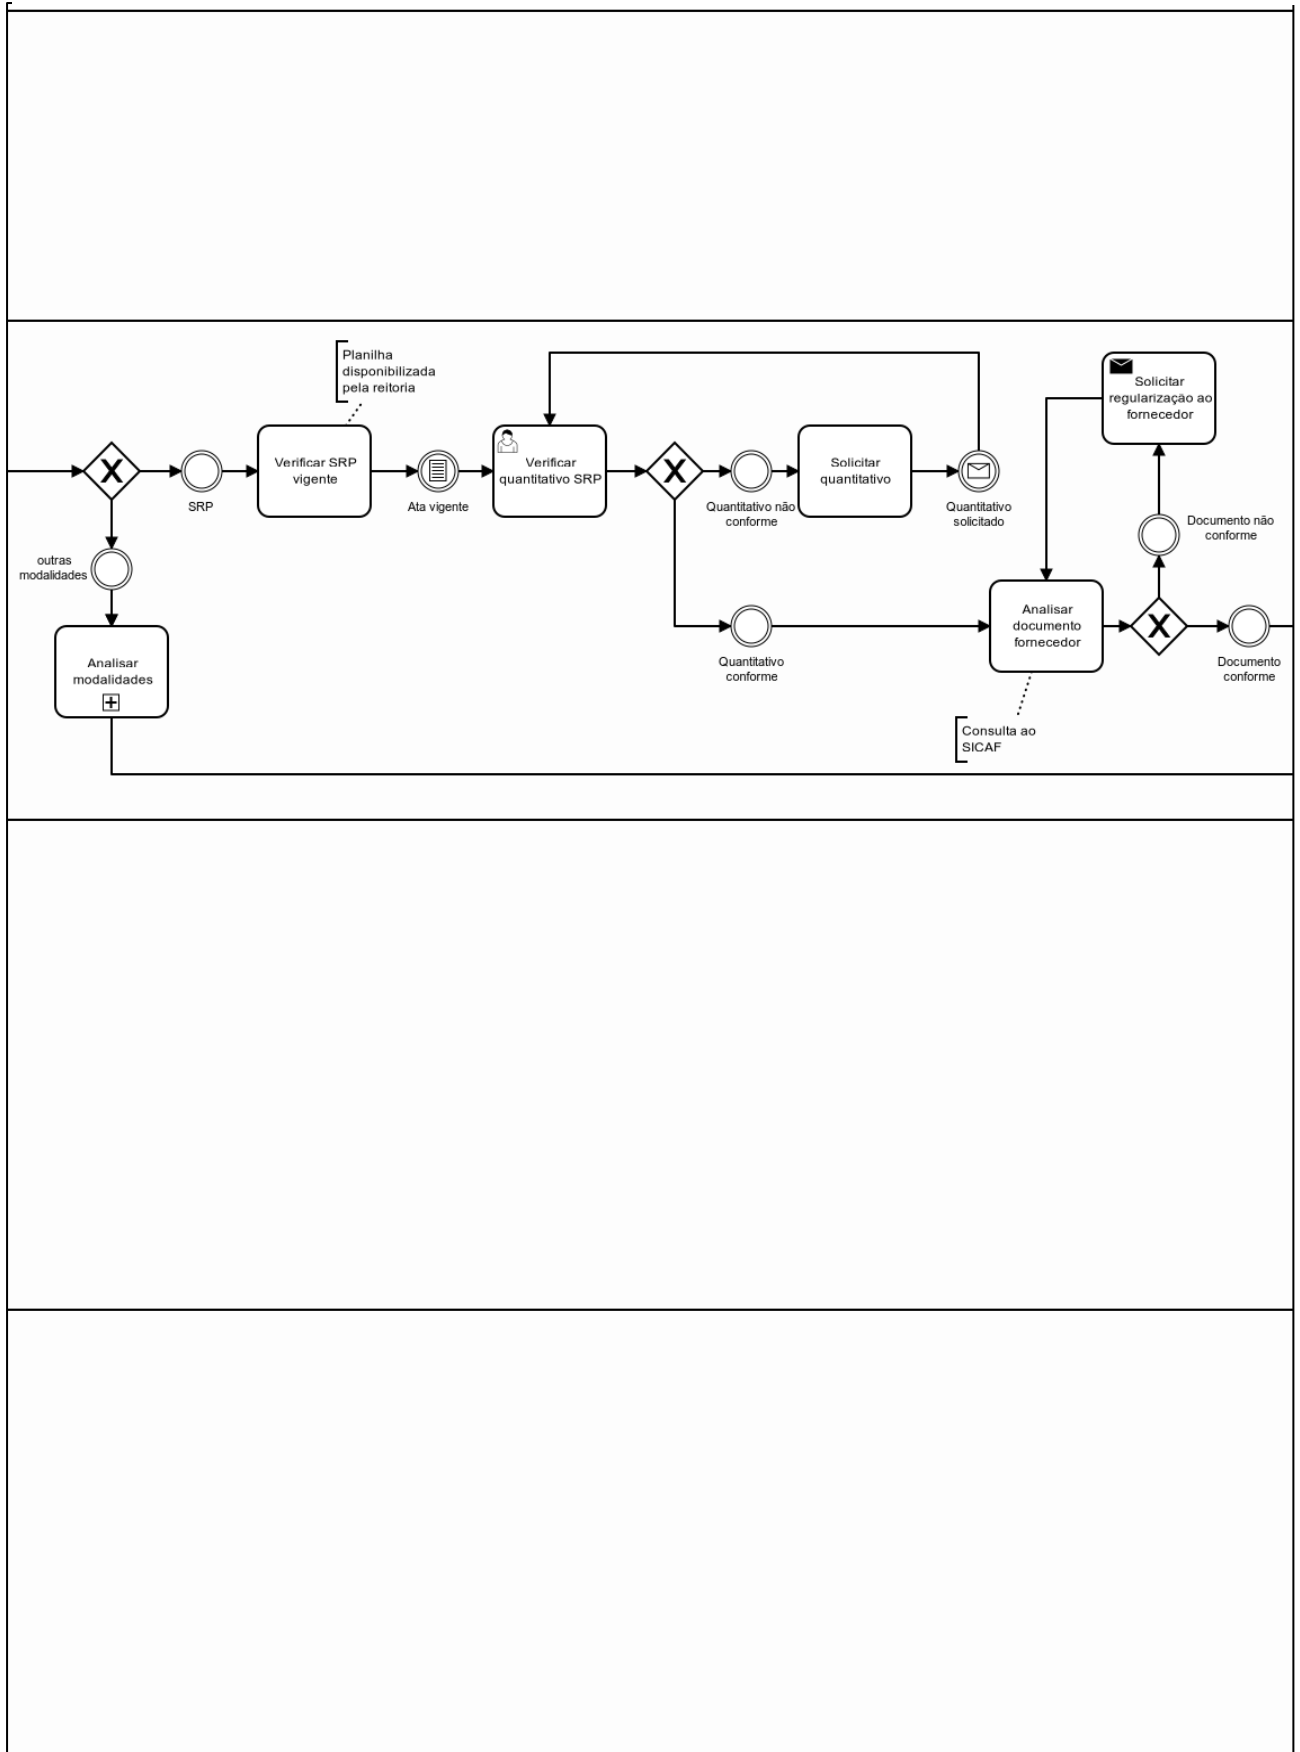 Planilha
disponibilizada
pela reitoria
Solicitar
regularização ao
fornecedor
X
SRP
Verificar SRP
vigente
Ata vigente
Verificar
quantitativo SRP
X
Quantitativo não
conforme
Solicitar
quantitativo
Quantitativo
solicitado
Documento não
conforme
outras
modalidades
Analisar
modalidades
Quantitativo
conforme
Analisar
documento
fornecedor
X
Documento
conforme
Consulta ao
SICAF